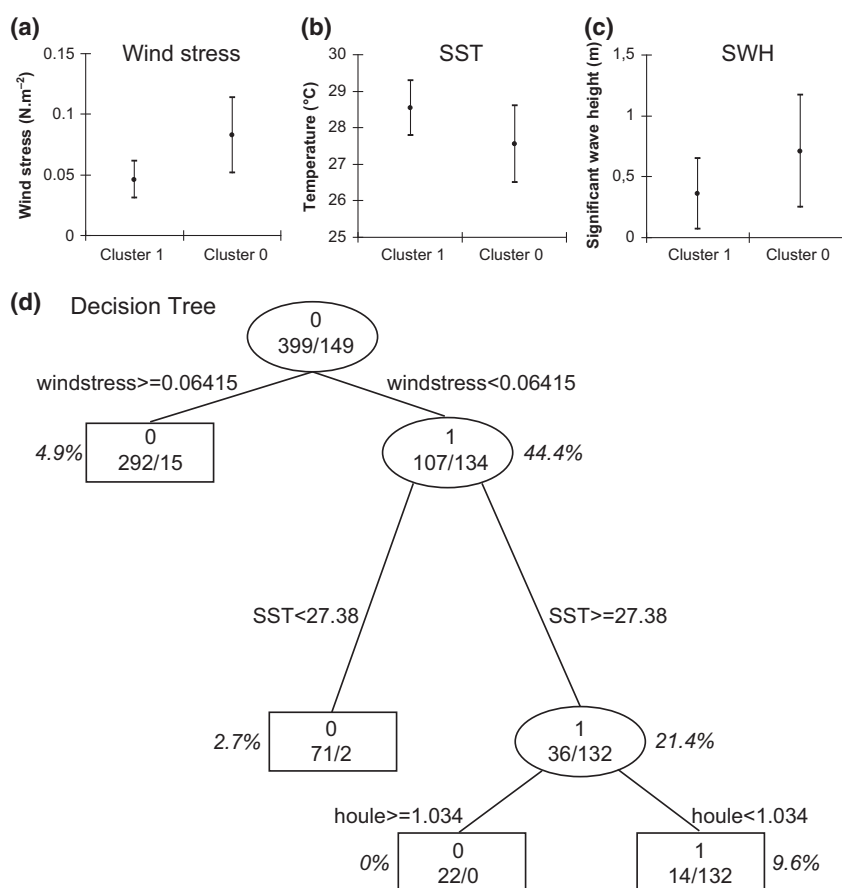 (a)
Wind stress
Wind stress (N.m⁻²)
0.15
0.1
0.05
0
Cluster 1
Cluster 0
(b)
SST
Temperature (°C)
30
29
28
27
26
25
Cluster 1
Cluster 0
(c)
SWH
Significant wave height (m)
1,5
1
0,5
0
Cluster 1
Cluster 0
(d)
Decision Tree
0
399/149
windstress>=0.06415
windstress<0.06415
0
292/15
4.9%
1
107/134
44.4%
SST<27.38
SST>=27.38
0
71/2
2.7%
1
36/132
21.4%
houle>=1.034
houle<1.034
0
22/0
0%
1
14/132
9.6%